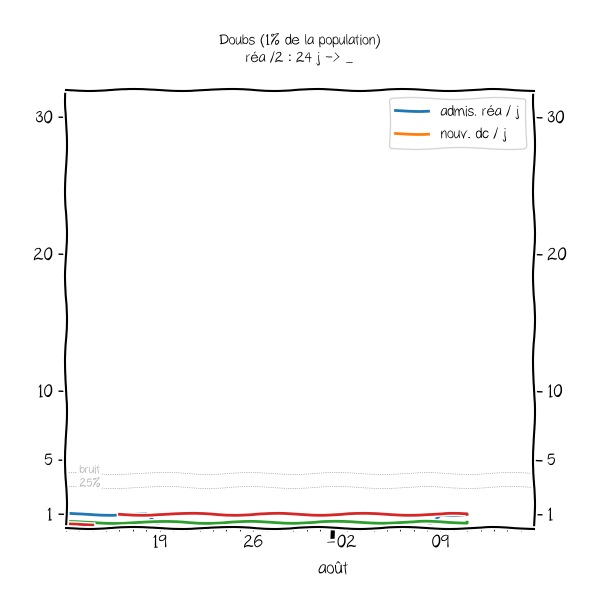 Doubs (1% de la population)
réa /2 : 24 j -> _
30
20
10
5
1
30
20
10
5
1
admis. réa / j
nouv. dc / j
bruit
25%
19
26
02
09
août